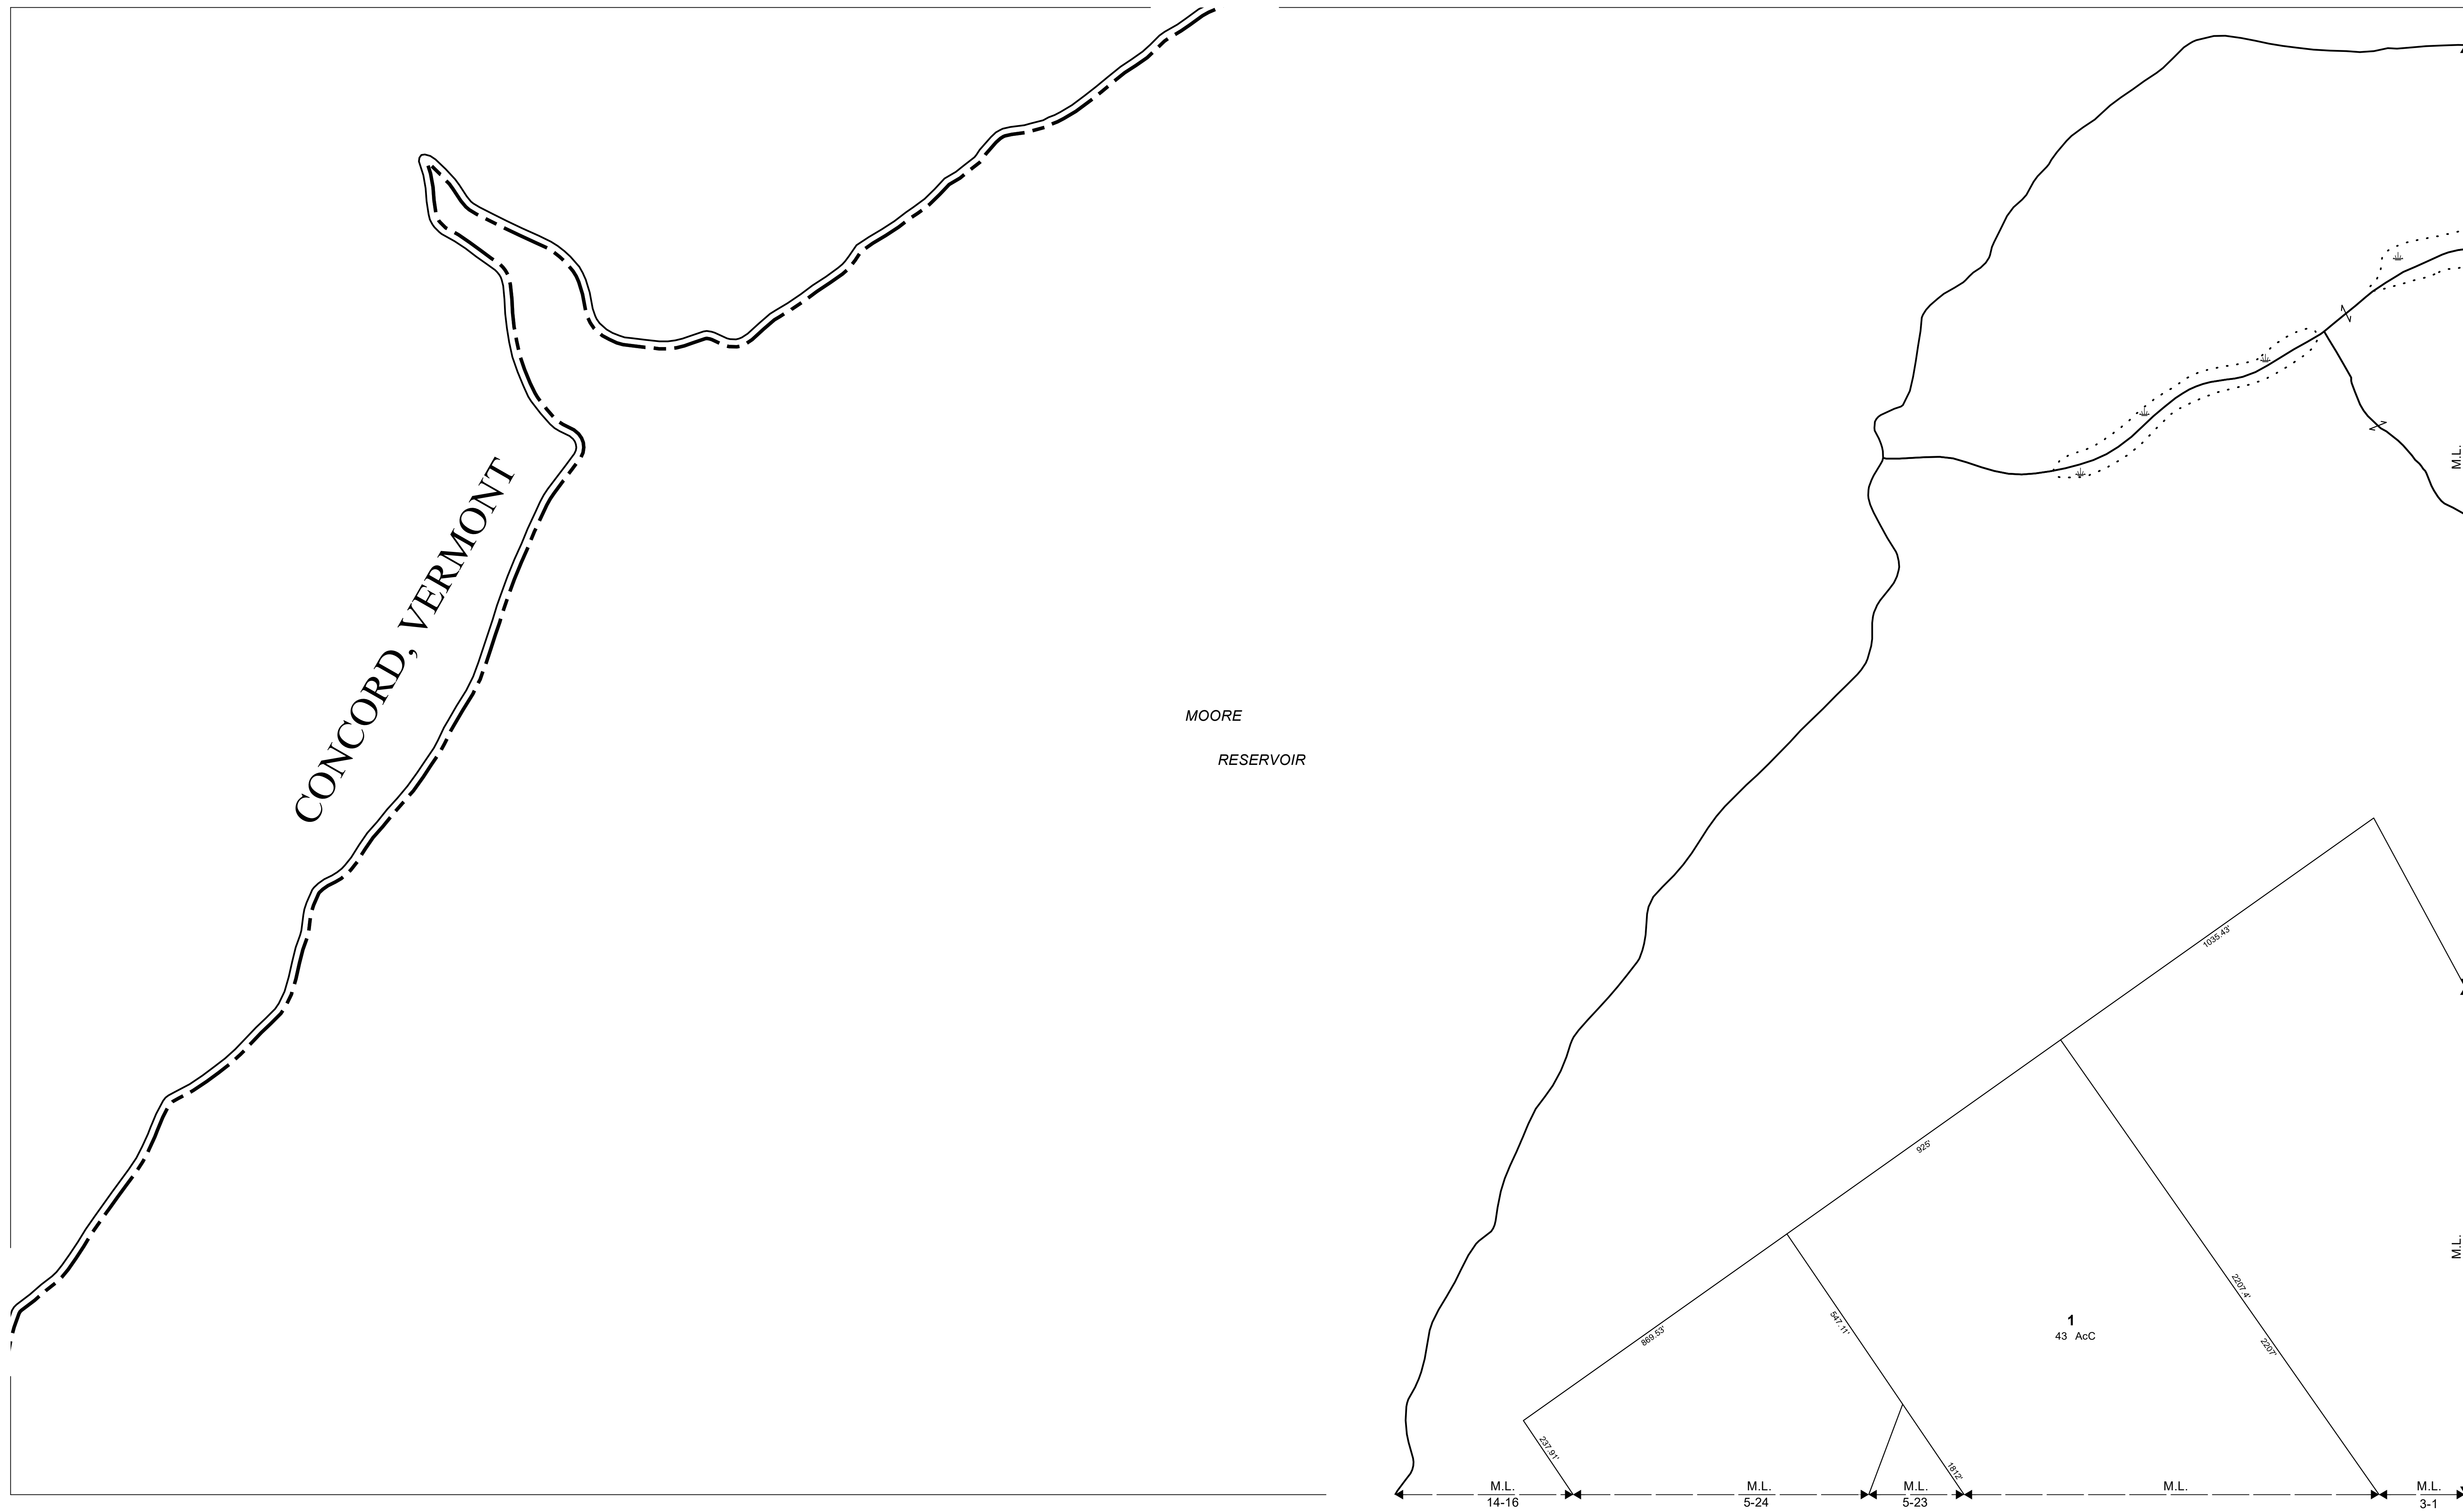 M.L.
CONCORD, VERMONT
MOORE
RESERVOIR
1035.43'
925'
M.L.
2207.4'
547.11'
1
43 AcC
869.53'
2207'
237.91'
1812'
M.L.
14-16
M.L.
5-24
M.L.
5-23
M.L.
M.L.
3-1